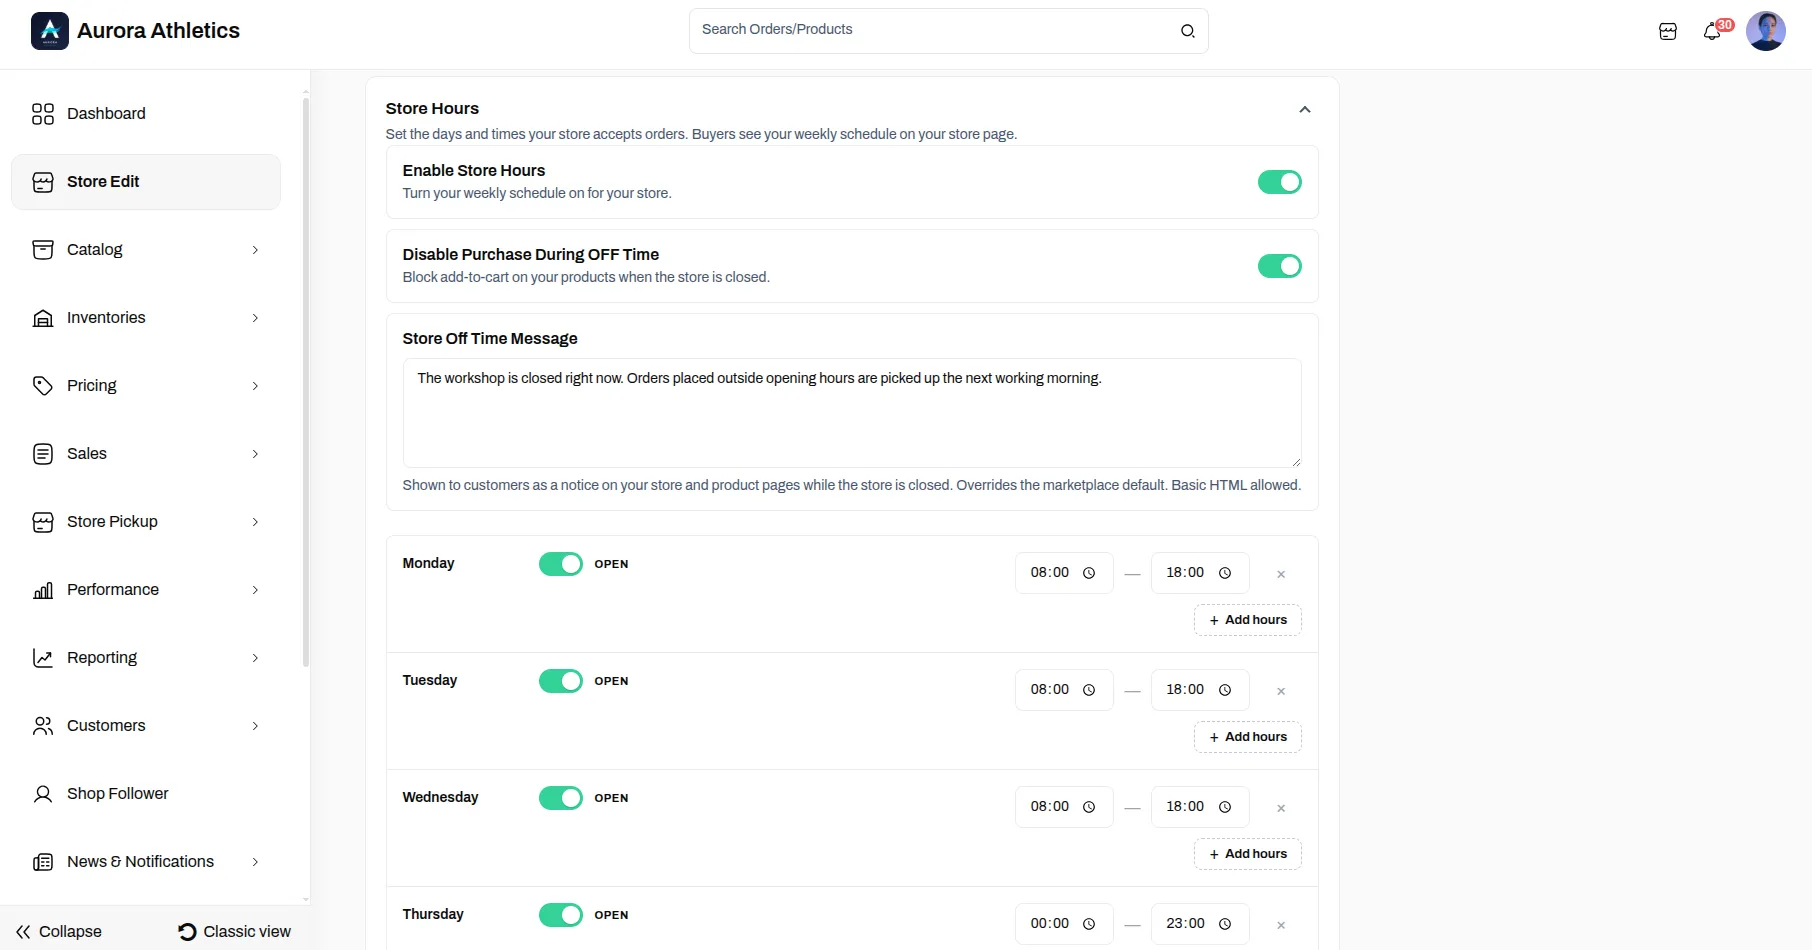 Aurora Athletics
Search Orders/Products
30
Dashboard
Store Edit
Catalog
Inventories
Pricing
Sales
Store Pickup
Performance
Reporting
Customers
Shop Follower
News & Notifications
Collapse
Classic view
Store Hours
Set the days and times your store accepts orders. Buyers see your weekly schedule on your store page.
Enable Store Hours
Turn your weekly schedule on for your store.
Disable Purchase During OFF Time
Block add-to-cart on your products when the store is closed.
Store Off Time Message
The workshop is closed right now. Orders placed outside opening hours are picked up the next working morning.
Shown to customers as a notice on your store and product pages while the store is closed. Overrides the marketplace default. Basic HTML allowed.
Monday OPEN 08:00 — 18:00 ×
+ Add hours
Tuesday OPEN 08:00 — 18:00 ×
+ Add hours
Wednesday OPEN 08:00 — 18:00 ×
+ Add hours
Thursday OPEN 00:00 — 23:00 ×